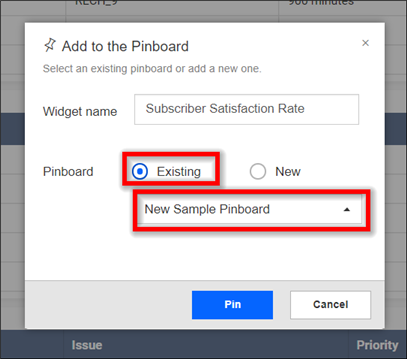 RECH_9 900 minutes
Add to the Pinboard ×
Select an existing pinboard or add a new one.
Widget name Subscriber Satisfaction Rate
Pinboard Existing New
New Sample Pinboard
Pin Cancel
Issue Priority